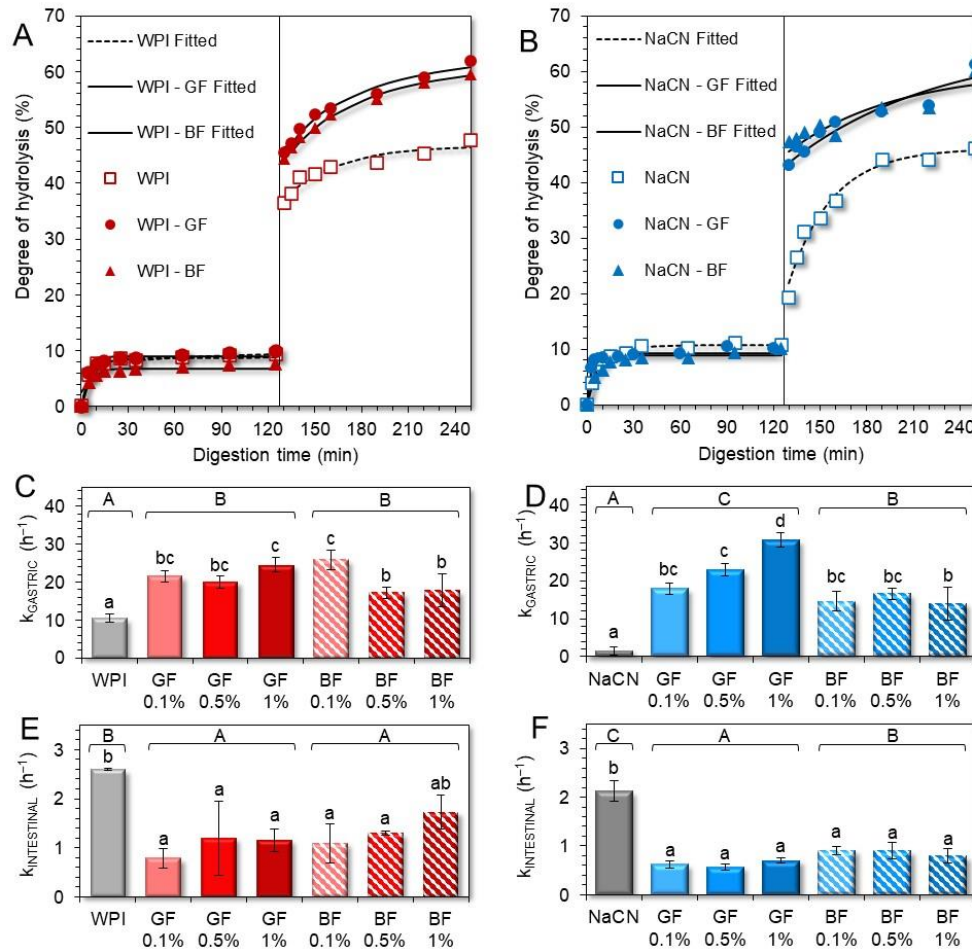 A
Degree of hydrolysis (%)
70
60
50
40
30
20
10
0
WPI Fitted
WPI - GF Fitted
WPI - BF Fitted
WPI
WPI - GF
WPI - BF
0 30 60 90 120 150 180 210 240
Digestion time (min)
B
Degree of hydrolysis (%)
70
60
50
40
30
20
10
0
NaCN Fitted
NaCN - GF Fitted
NaCN - BF Fitted
NaCN
NaCN - GF
NaCN - BF
0 30 60 90 120 150 180 210 240
Digestion time (min)
C
kGASTRIC (h⁻¹)
40
30
20
10
0
A B B
a bc bc c c b b
WPI GF GF GF BF BF BF
0.1% 0.5% 1% 0.1% 0.5% 1%
D
kGASTRIC (h⁻¹)
40
30
20
10
0
A C B
a bc c d bc bc b
NaCN GF GF GF BF BF BF
0.1% 0.5% 1% 0.1% 0.5% 1%
E
kINTESTINAL (h⁻¹)
3
2
1
0
B A A
b a a a a a ab
WPI GF GF GF BF BF BF
0.1% 0.5% 1% 0.1% 0.5% 1%
F
kINTESTINAL (h⁻¹)
3
2
1
0
C A B
b a a a a a a
NaCN GF GF GF BF BF BF
0.1% 0.5% 1% 0.1% 0.5% 1%